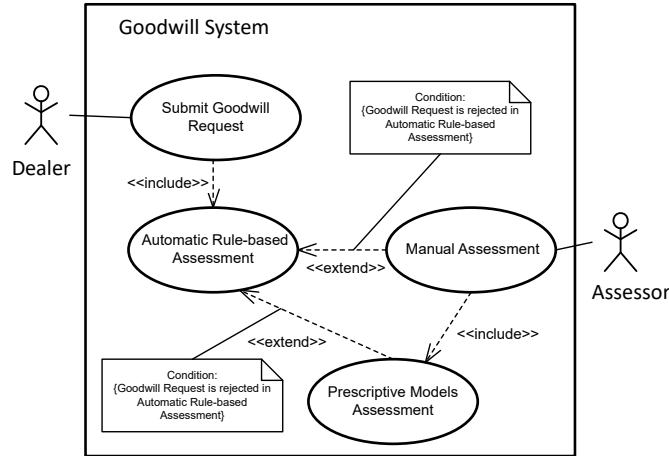 Goodwill System
Submit Goodwill
Request
Condition:
{Goodwill Request is rejected in
Automatic Rule-based
Assessment}
Dealer
<<include>>
Automatic Rule-based
Assessment
Manual Assessment
<<extend>>
Assessor
<<include>>
<<extend>>
Condition:
{Goodwill Request is rejected in
Automatic Rule-based
Assessment}
Prescriptive Models
Assessment